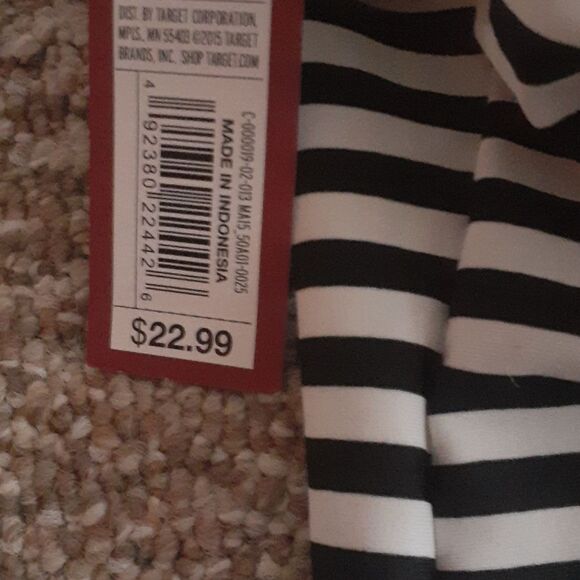 DIST. BY TARGET CORPORATION,
MPLS, MN 55403 ©2015 TARGET
BRANDS, INC. SHOP TARGET.COM
C-000019-02-013 MA15_50A01-0025
MADE IN INDONESIA
4 92380 22442 6
$22.99